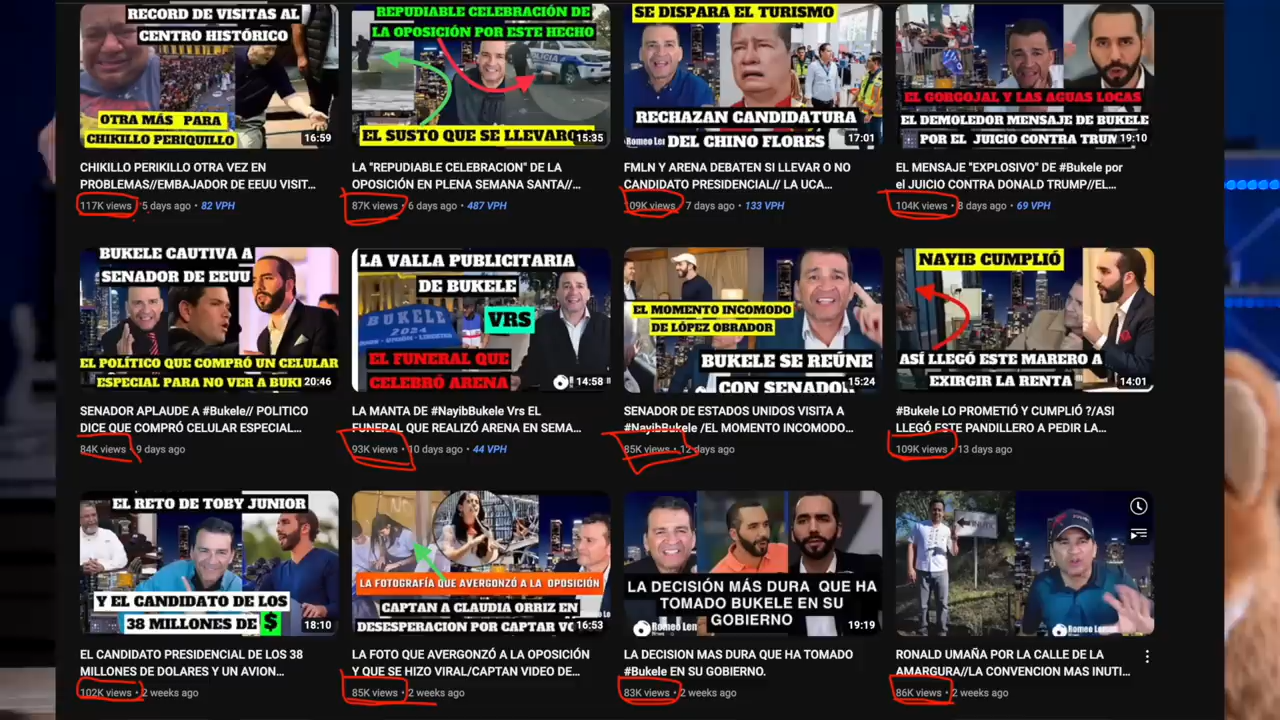 RECORD DE VISITAS AL
CENTRO HISTÓRICO
OTRA MÁS PARA
CHIKILLO PERIQUILLO
16:59
CHIKILLO PERIKILLO OTRA VEZ EN
PROBLEMAS//EMBAJADOR DE EEUU VISIT...
117K views • 5 days ago • 82 VPH
REPUDIABLE CELEBRACIÓN DE
LA OPOSICIÓN POR ESTE HECHO
POLICIA
EL SUSTO QUE SE LLEVARO
15:35
LA "REPUDIABLE CELEBRACION" DE LA
OPOSICIÓN EN PLENA SEMANA SANTA//...
87K views • 6 days ago • 487 VPH
SE DISPARA EL TURISMO
RECHAZAN CANDIDATURA
DEL CHINO FLORES
Romeo Lem
17:01
FMLN Y ARENA DEBATEN SI LLEVAR O NO
CANDIDATO PRESIDENCIAL// LA UCA...
109K views • 7 days ago • 133 VPH
EL GORGOJAL Y LAS AGUAS LOCAS
EL DEMOLEDOR MENSAJE DE BUKELE
POR EL JUICIO CONTRA TRUM
19:10
EL MENSAJE "EXPLOSIVO" DE #Bukele por
el JUICIO CONTRA DONALD TRUMP//EL...
104K views • 8 days ago • 69 VPH
BUKELE CAUTIVA A
SENADOR DE EEUU
EL POLÍTICO QUE COMPRÓ UN CELULAR
ESPECIAL PARA NO VER A BUKE
20:46
SENADOR APLAUDE A #Bukele// POLITICO
DICE QUE COMPRÓ CELULAR ESPECIAL...
84K views • 9 days ago
LA VALLA PUBLICITARIA
DE BUKELE
BUKELE
2024
VRS
EL FUNERAL QUE
CELEBRÓ ARENA
14:58
LA MANTA DE #NayibBukele Vrs EL
FUNERAL QUE REALIZÓ ARENA EN SEMA...
93K views • 10 days ago • 44 VPH
EL MOMENTO INCOMODO
DE LÓPEZ OBRADOR
BUKELE SE REÚNE
CON SENADOR
15:24
SENADOR DE ESTADOS UNIDOS VISITA A
#NayibBukele /EL MOMENTO INCOMODO...
85K views • 12 days ago
NAYIB CUMPLIÓ
ASÍ LLEGÓ ESTE MARERO A
EXIRGIR LA RENTA
14:01
#Bukele LO PROMETIÓ Y CUMPLIÓ ?/ASI
LLEGÓ ESTE PANDILLERO A PEDIR LA...
109K views • 13 days ago
EL RETO DE TOBY JUNIOR
Y EL CANDIDATO DE LOS
38 MILLONES DE $
18:10
EL CANDIDATO PRESIDENCIAL DE LOS 38
MILLONES DE DOLARES Y UN AVION...
102K views • 2 weeks ago
LA FOTOGRAFÍA QUE AVERGONZÓ A LA OPOSICIÓN
CAPTAN A CLAUDIA ORRIZ EN
DESESPERACION POR CAPTAR VO
16:53
LA FOTO QUE AVERGONZÓ A LA OPOSICIÓN
Y QUE SE HIZO VIRAL/CAPTAN VIDEO DE...
85K views • 2 weeks ago
LA DECISIÓN MÁS DURA QUE HA
TOMADO BUKELE EN SU
GOBIERNO
Romeo Lem
19:19
LA DECISION MAS DURA QUE HA TOMADO
#Bukele EN SU GOBIERNO.
83K views • 2 weeks ago
Romeo Lemus
RONALD UMAÑA POR LA CALLE DE LA
AMARGURA//LA CONVENCION MAS INUTI...
86K views • 2 weeks ago